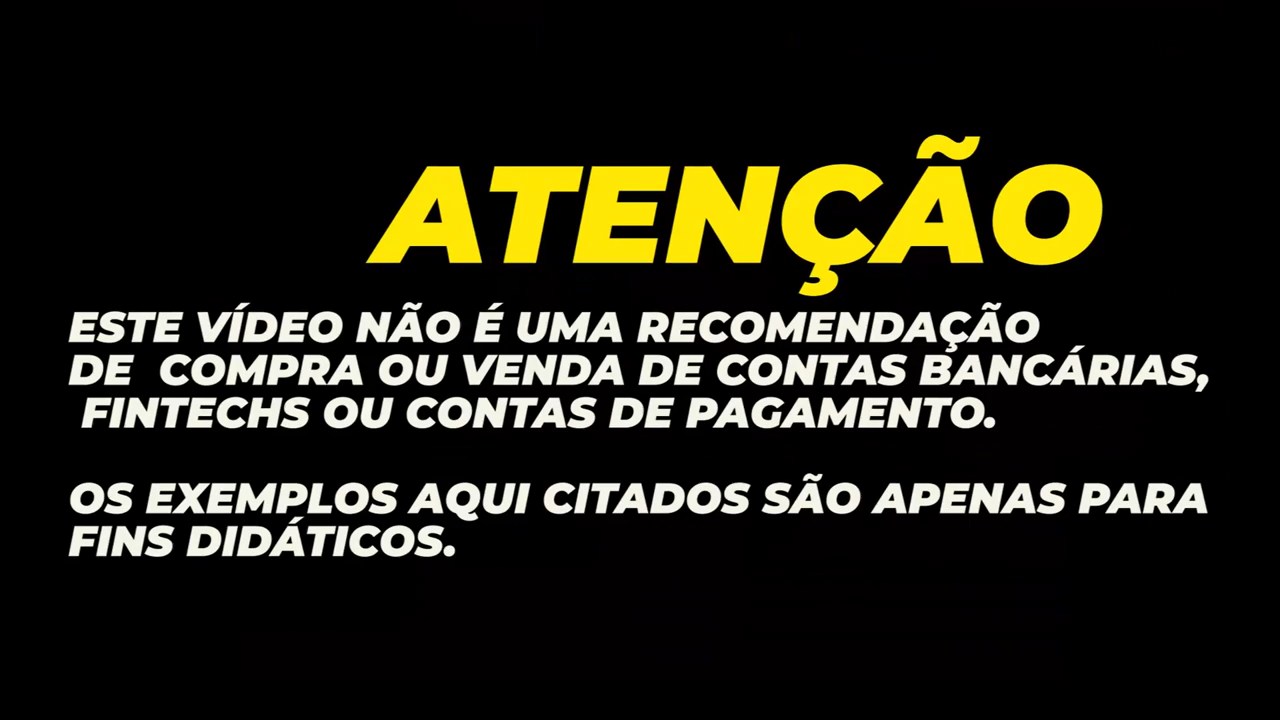 ATENÇÃO
ESTE VÍDEO NÃO É UMA RECOMENDAÇÃO
DE COMPRA OU VENDA DE CONTAS BANCÁRIAS,
FINTECHS OU CONTAS DE PAGAMENTO.
OS EXEMPLOS AQUI CITADOS SÃO APENAS PARA
FINS DIDÁTICOS.